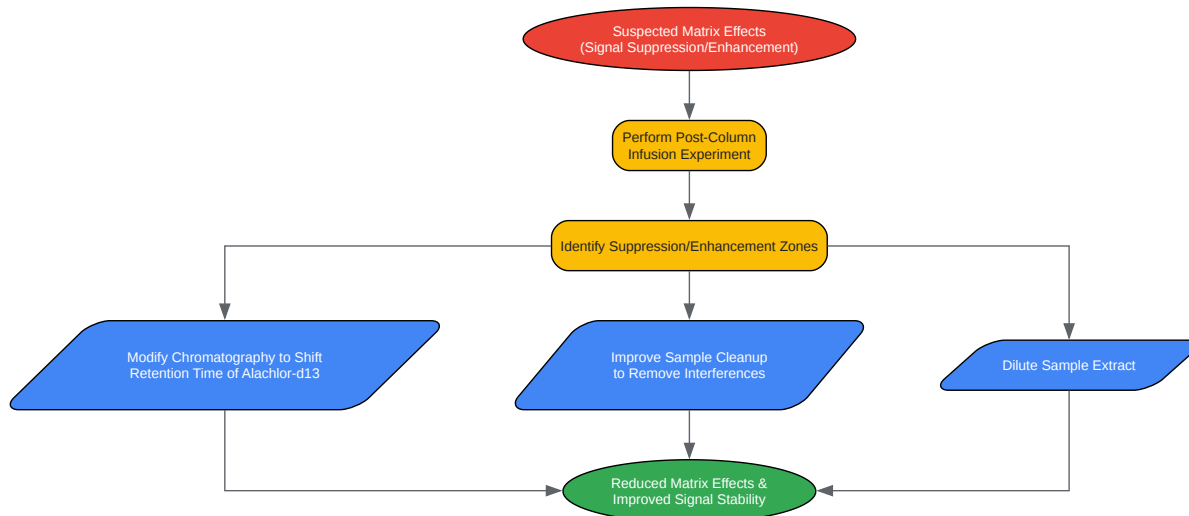 Suspected Matrix Effects
(Signal Suppression/Enhancement)
Perform Post-Column
Infusion Experiment
Identify Suppression/Enhancement Zones
Modify Chromatography to Shift
Retention Time of Alachlor-d13
Improve Sample Cleanup
to Remove Interferences
Dilute Sample Extract
Reduced Matrix Effects &
Improved Signal Stability